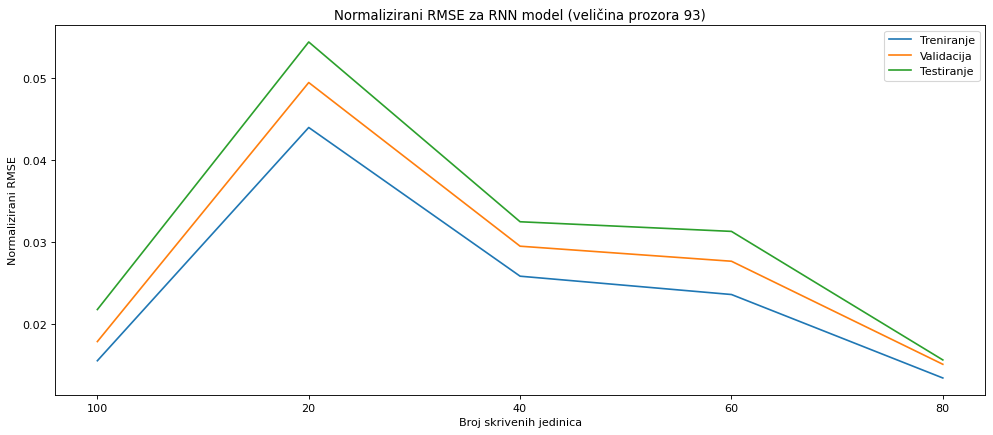 Normalizirani RMSE za RNN model (veličina prozora 93)
Treniranje
Validacija
Testiranje
Normalizirani RMSE
0.05
0.04
0.03
0.02
100 20 40 60 80
Broj skrivenih jedinica